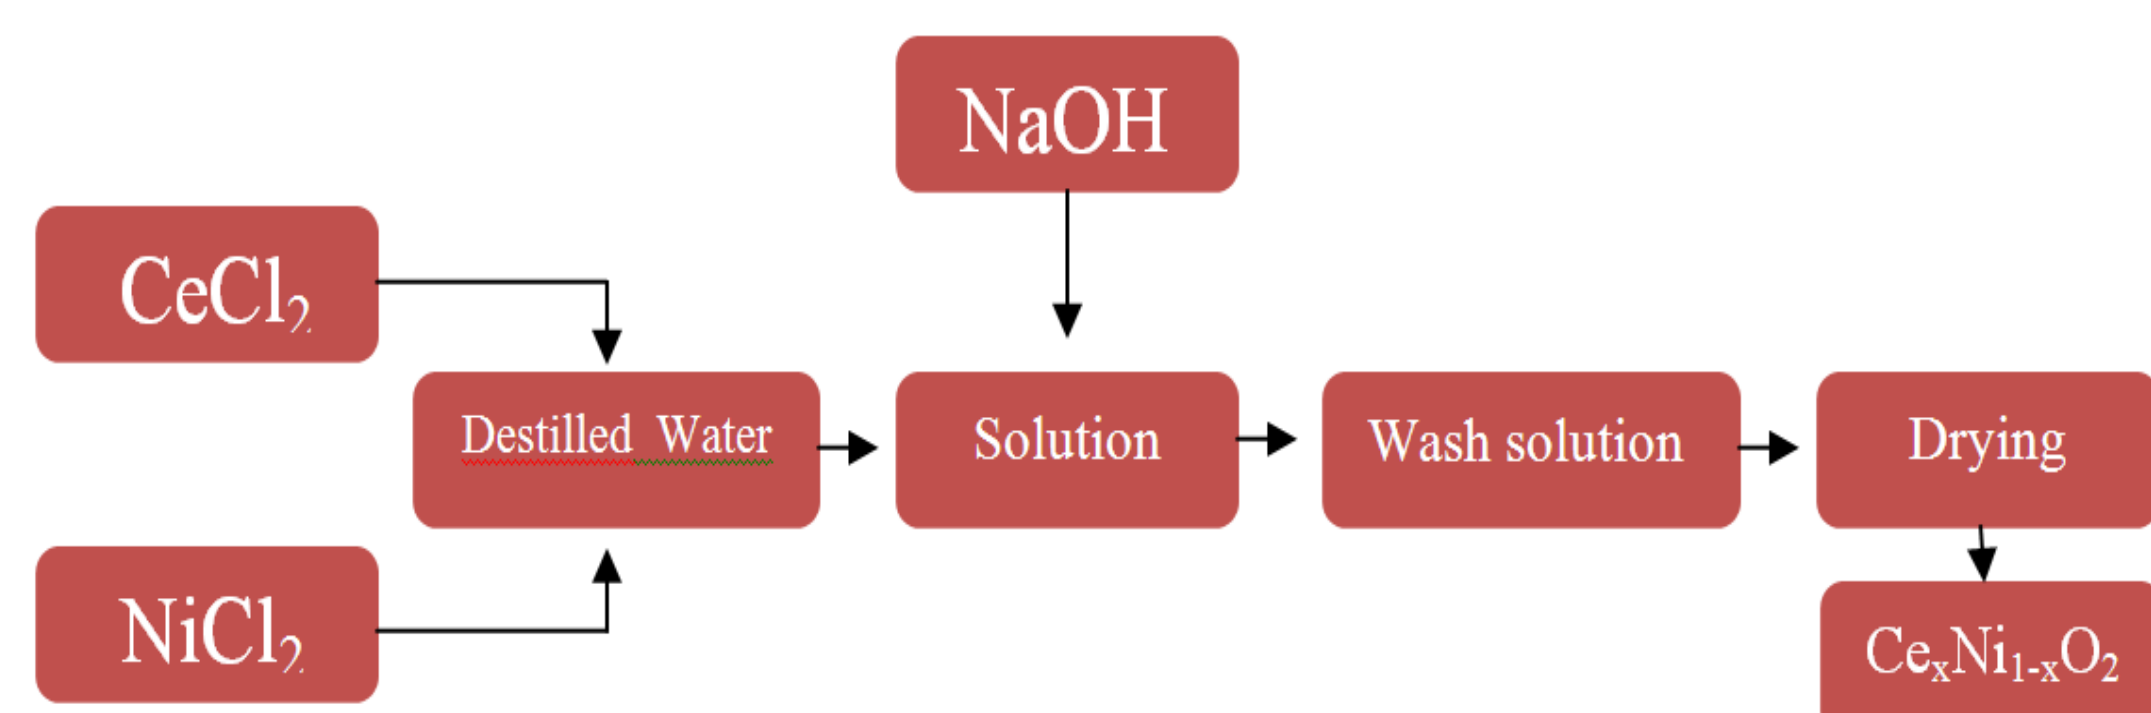 NaOH
CeCl₂
Destilled Water
Solution
Wash solution
Drying
NiCl₂
CeₓNi₁₋ₓO₂